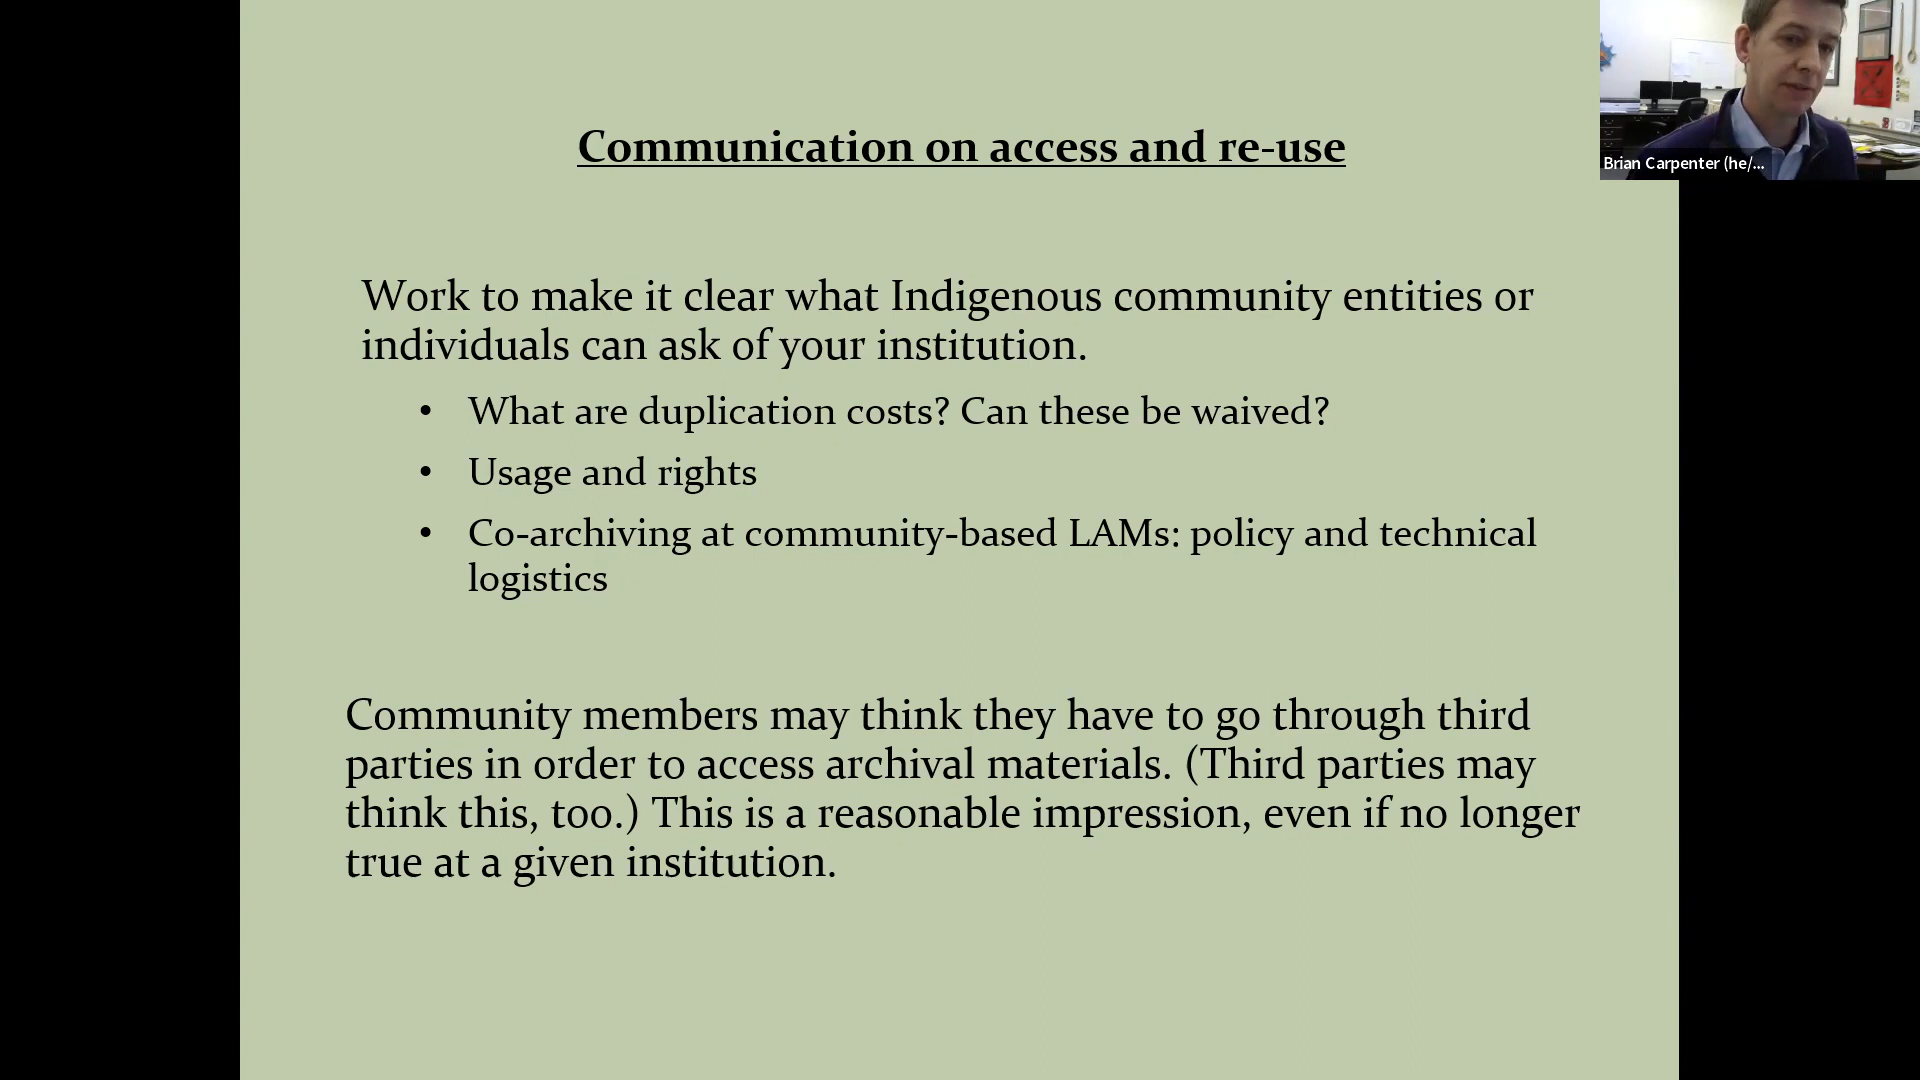 Communication on access and re-use
Brian Carpenter (he/...
Work to make it clear what Indigenous community entities or
individuals can ask of your institution.
• What are duplication costs? Can these be waived?
• Usage and rights
• Co-archiving at community-based LAMs: policy and technical
logistics
Community members may think they have to go through third
parties in order to access archival materials. (Third parties may
think this, too.) This is a reasonable impression, even if no longer
true at a given institution.